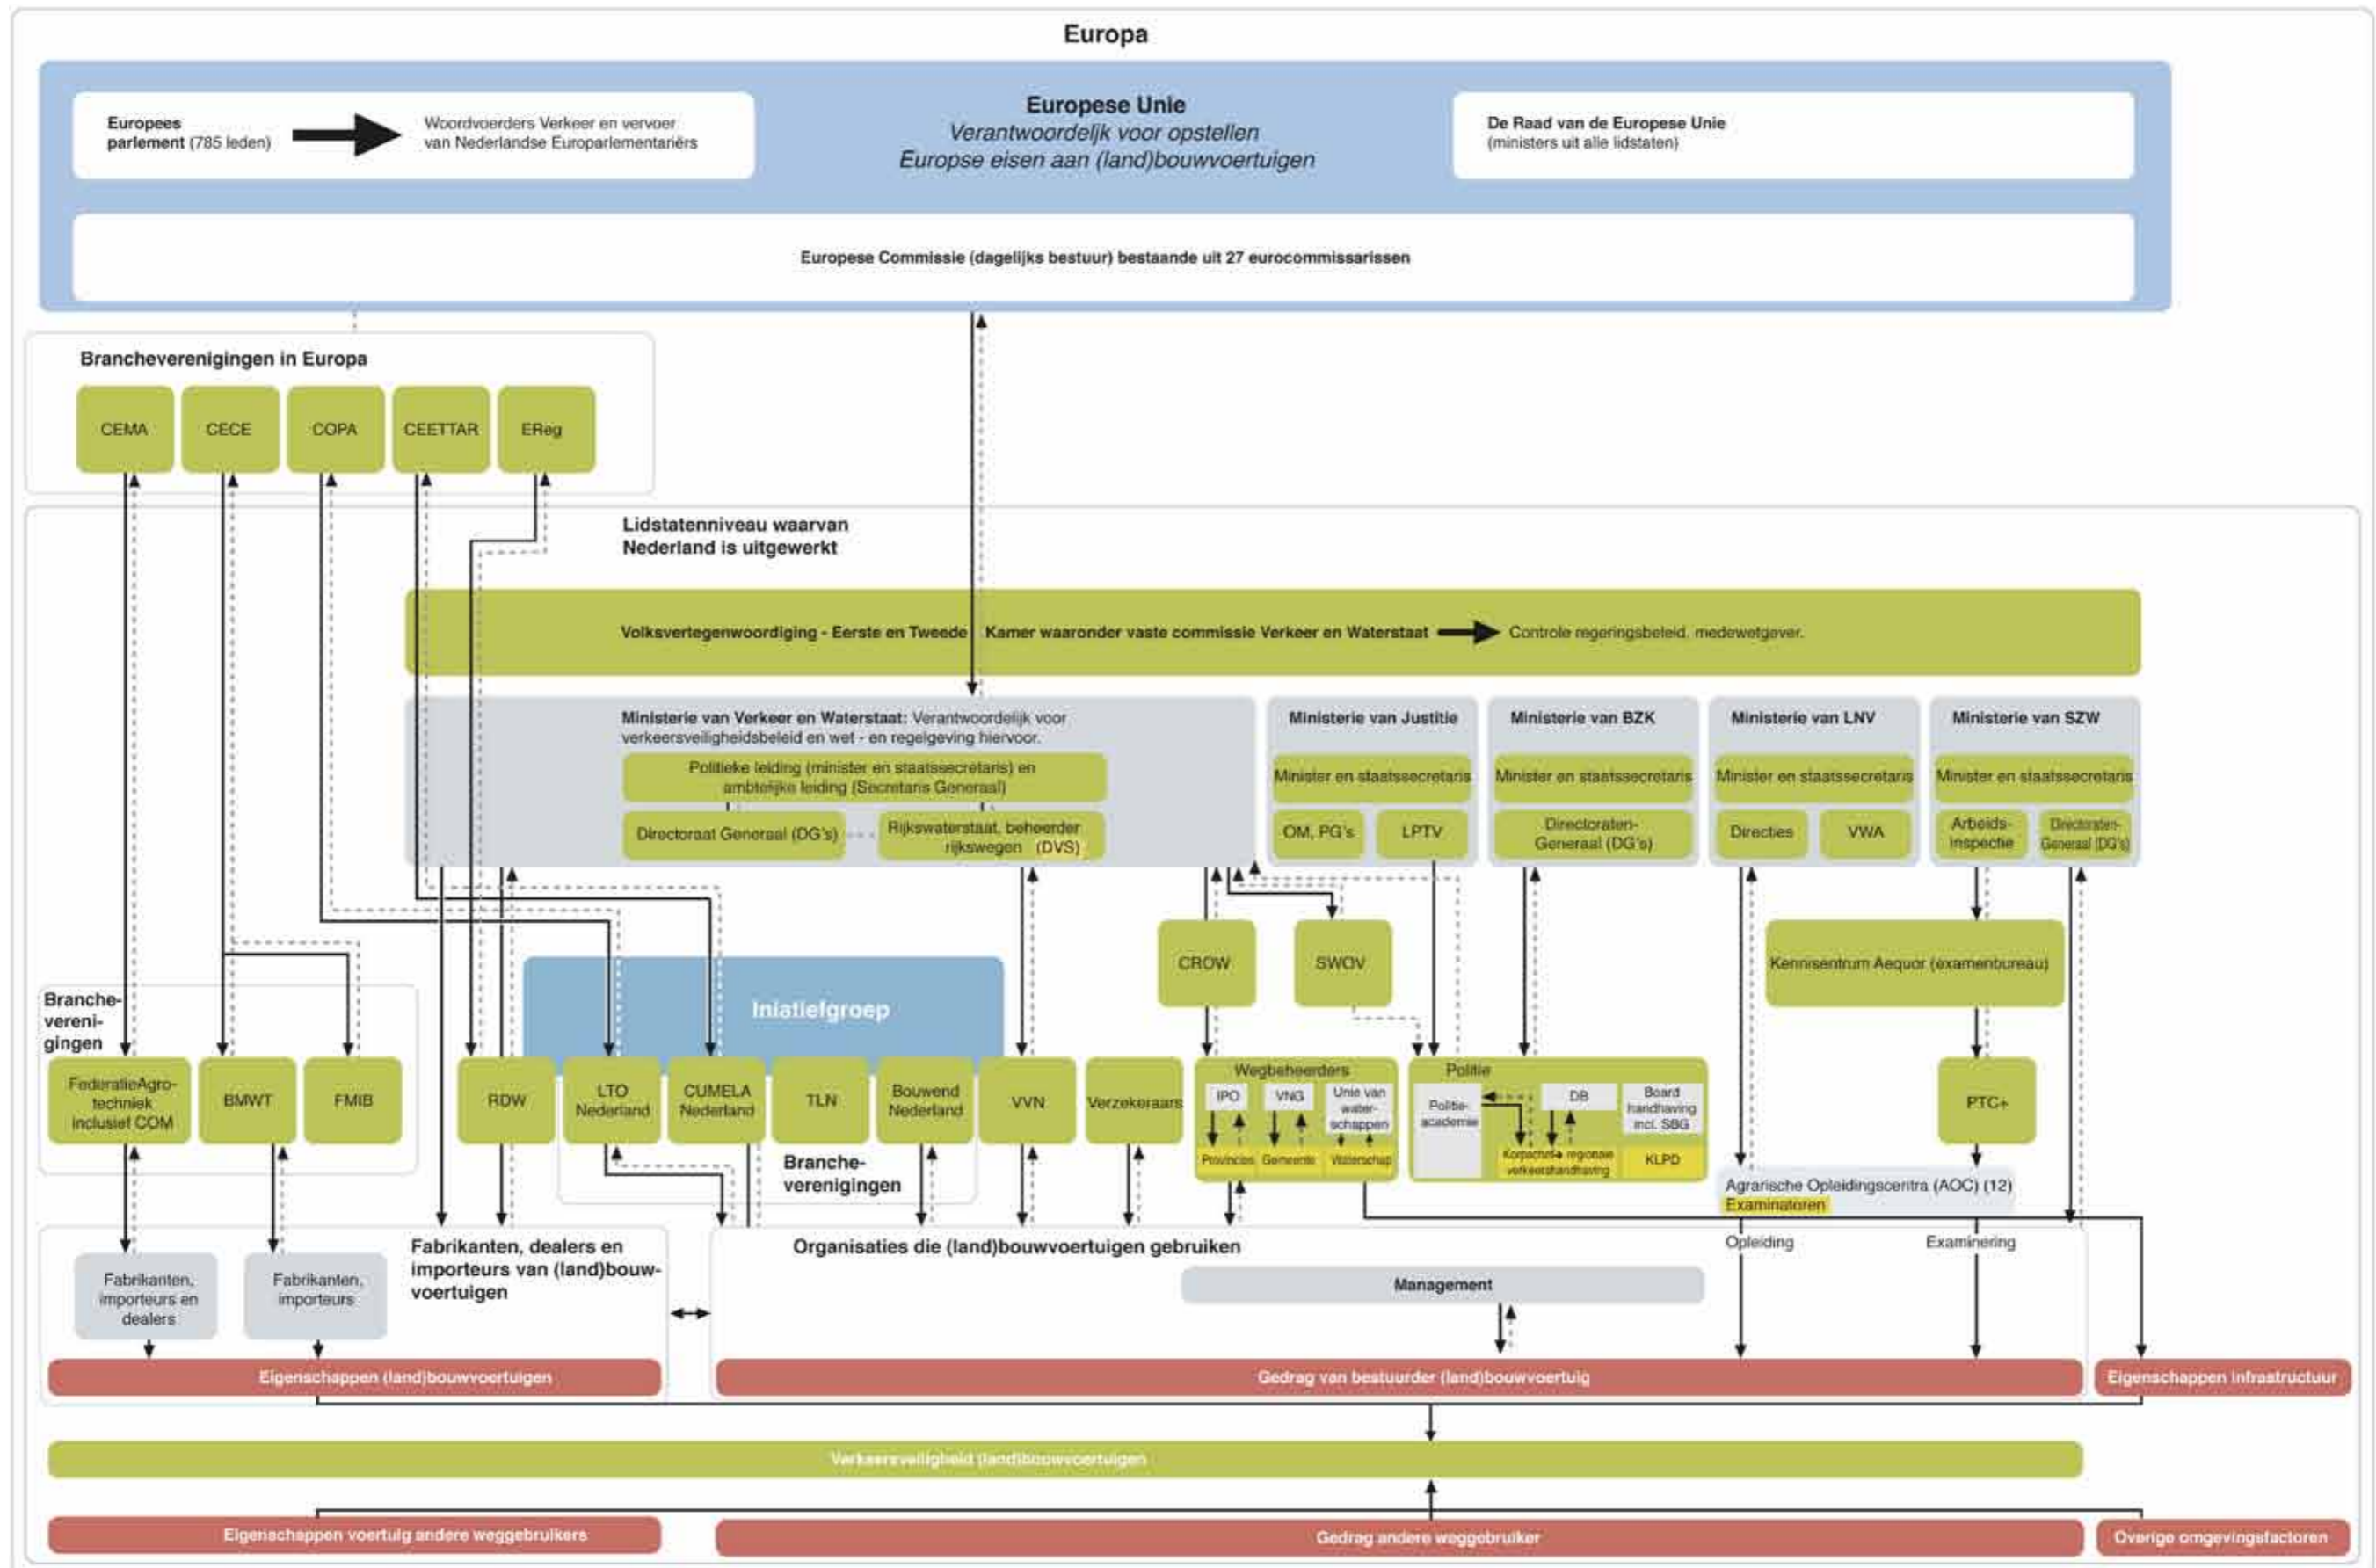 Europa
Europees
parlement (785 leden)
Woordvoerders Verkeer en vervoer
van Nederlandse Europarlementariërs
Europese Unie
Verantwoordeljk voor opstellen
Europse eisen aan (land)bouwvoertuigen
De Raad van de Europese Unie
(ministers uit alle lidstaten)
Europese Commissie (dagelijks bestuur) bestaande uit 27 eurocommissarissen
Brancheverenigingen in Europa
CEMA
CECE
COPA
CEETTAR
EReg
Lidstatenniveau waarvan
Nederland is uitgewerkt
Volksvertegenwoordiging - Eerste en Tweede Kamer waaronder vaste commissie Verkeer en Waterstaat
Controle regeringsbeleid. medewetgever.
Ministerie van Verkeer en Waterstaat: Verantwoordelijk voor
verkeersveiligheidsbeleid en wet - en regelgeving hiervoor.
Politieke leiding (minister en staatssecretaris) en
ambtelijke leiding (Secretaris Generaal)
Directoraat Generaal (DG's)
Rijkswaterstaat, beheerder
rijkswegen (DVS)
Ministerie van Justitie
Minister en staatssecretaris
OM, PG's
LPTV
Ministerie van BZK
Minister en staatssecretaris
Directoraten-
Generaal (DG's)
Ministerie van LNV
Minister en staatssecretaris
Directies
VWA
Ministerie van SZW
Minister en staatssecretaris
Arbeids-
Inspectie
Directoraten-
Generaal (DG's)
CROW
SWOV
Kennisentrum Aequor (examenbureau)
Iniatiefgroep
Branche-
vereni-
gingen
FederatieAgro-
techniek
inclusief COM
BMWT
FMIB
RDW
LTO
Nederland
CUMELA
Nederland
TLN
Bouwend
Nederland
VVN
Verzekeraars
Wegbeheerders
IPO
VNG
Unie van
water-
schappen
Provincies
Gemeente
Waterschap
Politie
Politie-
academie
DB
Board
handhaving
incl. SBG
regionale
verkeershandhaving
KLPD
PTC+
Branche-
verenigingen
Agrarische Opleidingscentra (AOC) (12)
Examinatoren
Fabrikanten, dealers en
importeurs van (land)bouw-
voertuigen
Organisaties die (land)bouwvoertuigen gebruiken
Opleiding
Examinering
Fabrikanten,
importeurs en
dealers
Fabrikanten,
importeurs
Management
Eigenschappen (land)bouwvoertuigen
Gedrag van bestuurder (land)bouwvoertuig
Eigenschappen infrastructuur
Verkeersveiligheid (land)bouwvoertuigen
Eigenschappen voertuig andere weggebruikers
Gedrag andere weggebruiker
Overige omgevingsfactoren